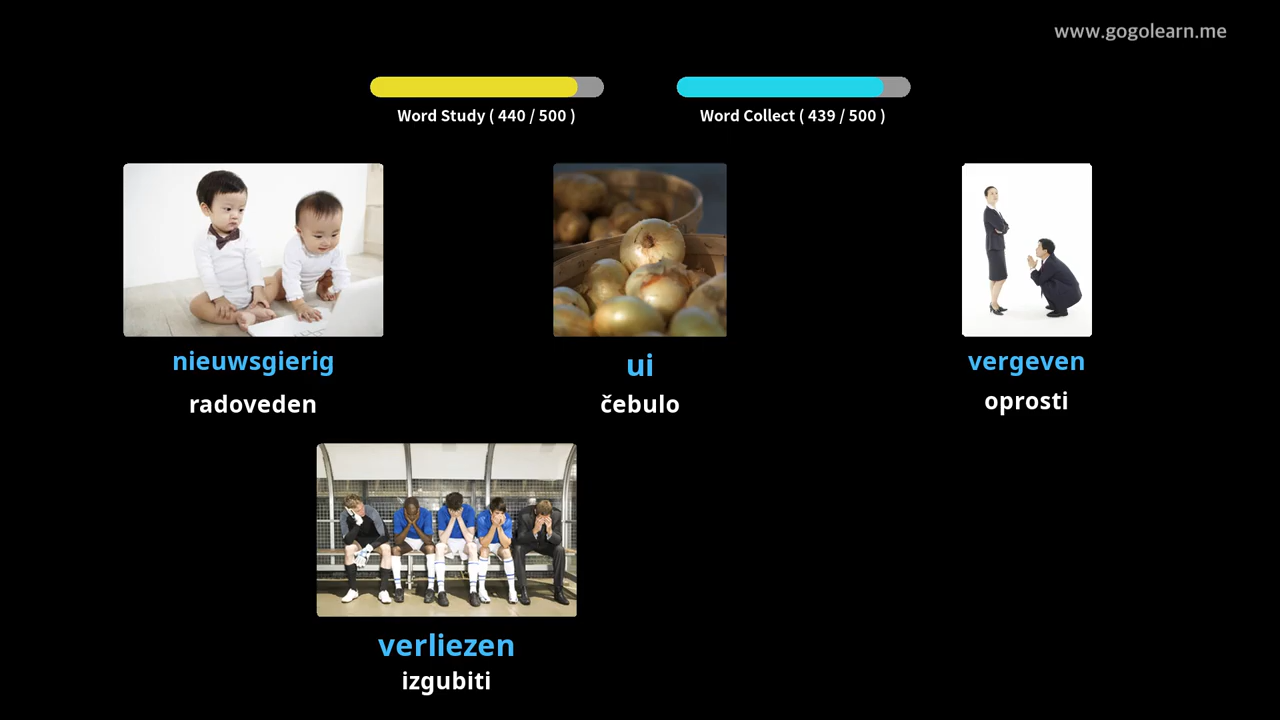 www.gogolearn.me
Word Study ( 440 / 500 )
Word Collect ( 439 / 500 )
nieuwsgierig
radoveden
ui
čebulo
vergeven
oprosti
verliezen
izgubiti